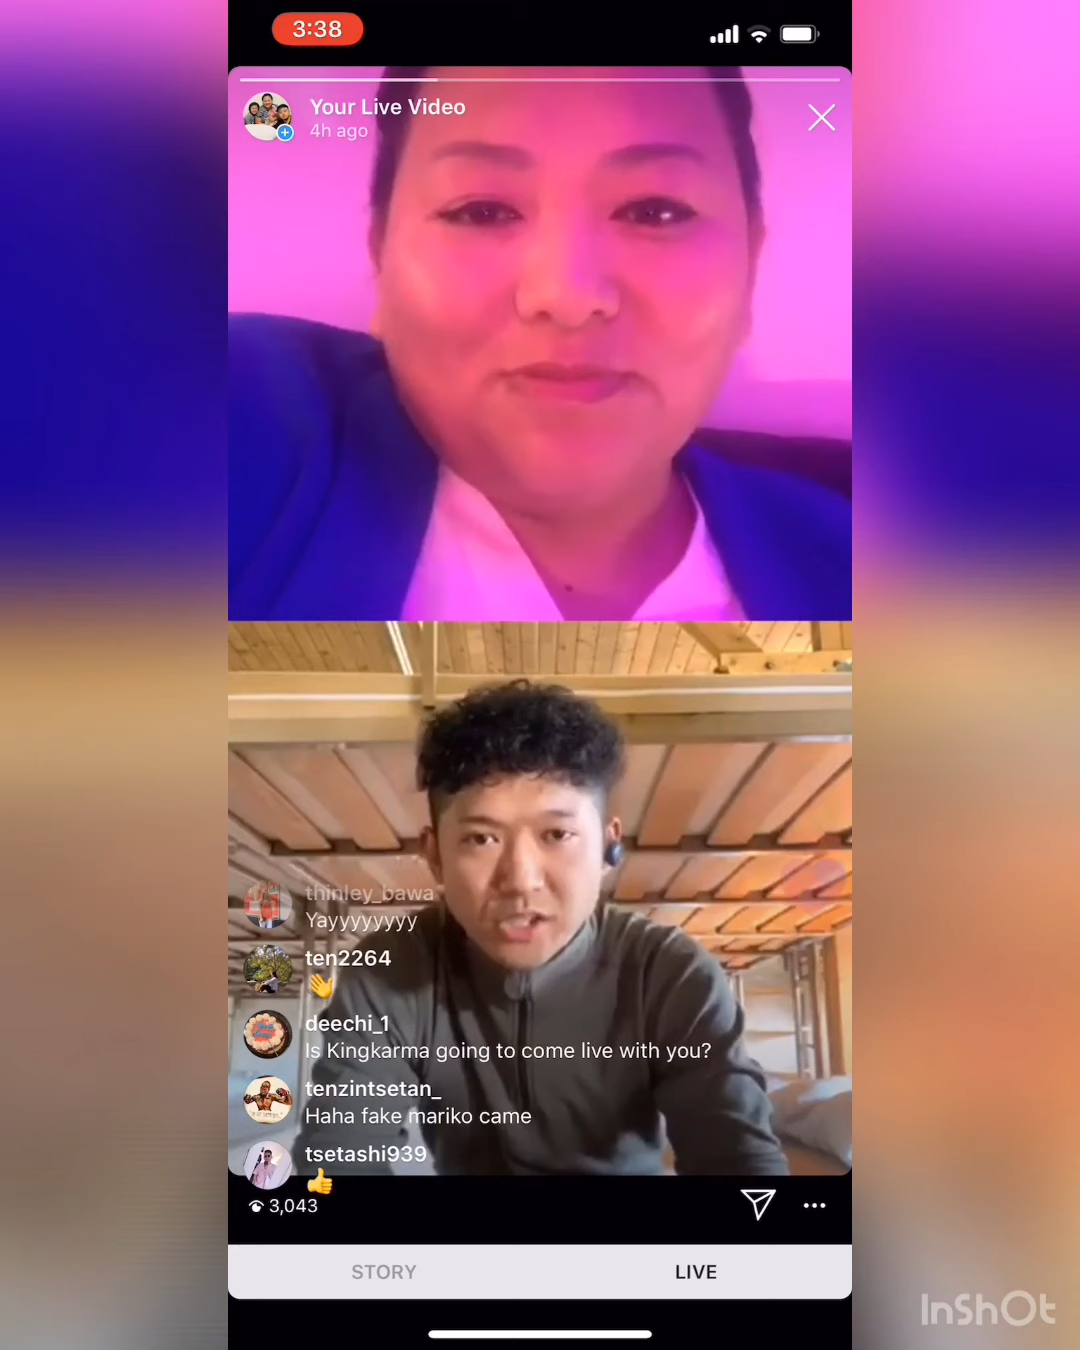 3:38
Your Live Video
4h ago
thinley_bawa
Yayyyyyyyy
ten2264
deechi_1
Is Kingkarma going to come live with you?
tenzintsetan_
Haha fake mariko came
tsetashi939
3,043
STORY
LIVE
InShOt